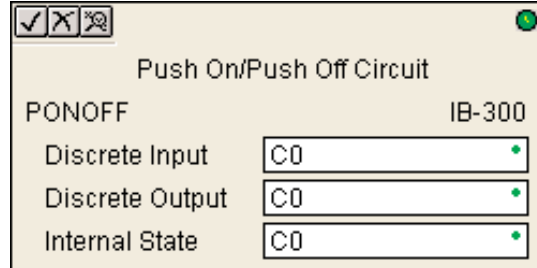 Push On/Push Off Circuit
PONOFF IB-300
Discrete Input C0
Discrete Output C0
Internal State C0